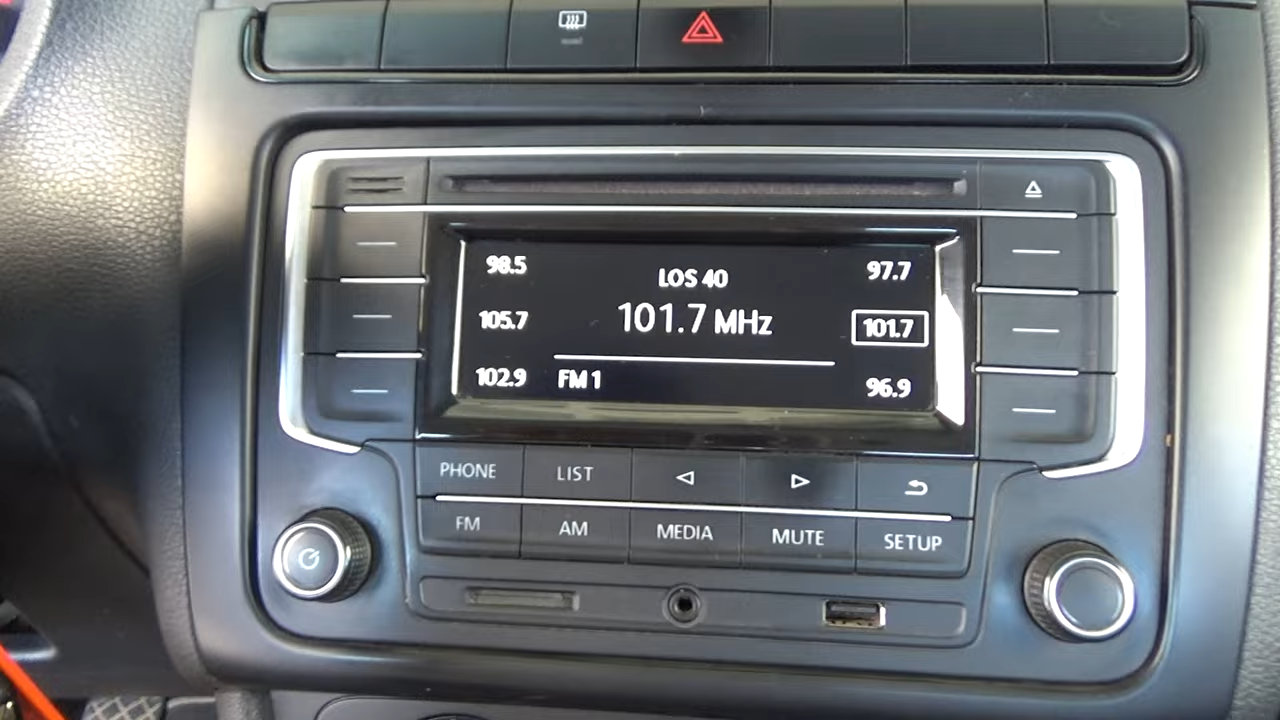 98.5
LOS 40
97.7
105.7
101.7 MHz
101.7
102.9
FM 1
96.9
PHONE
LIST
FM
AM
MEDIA
MUTE
SETUP